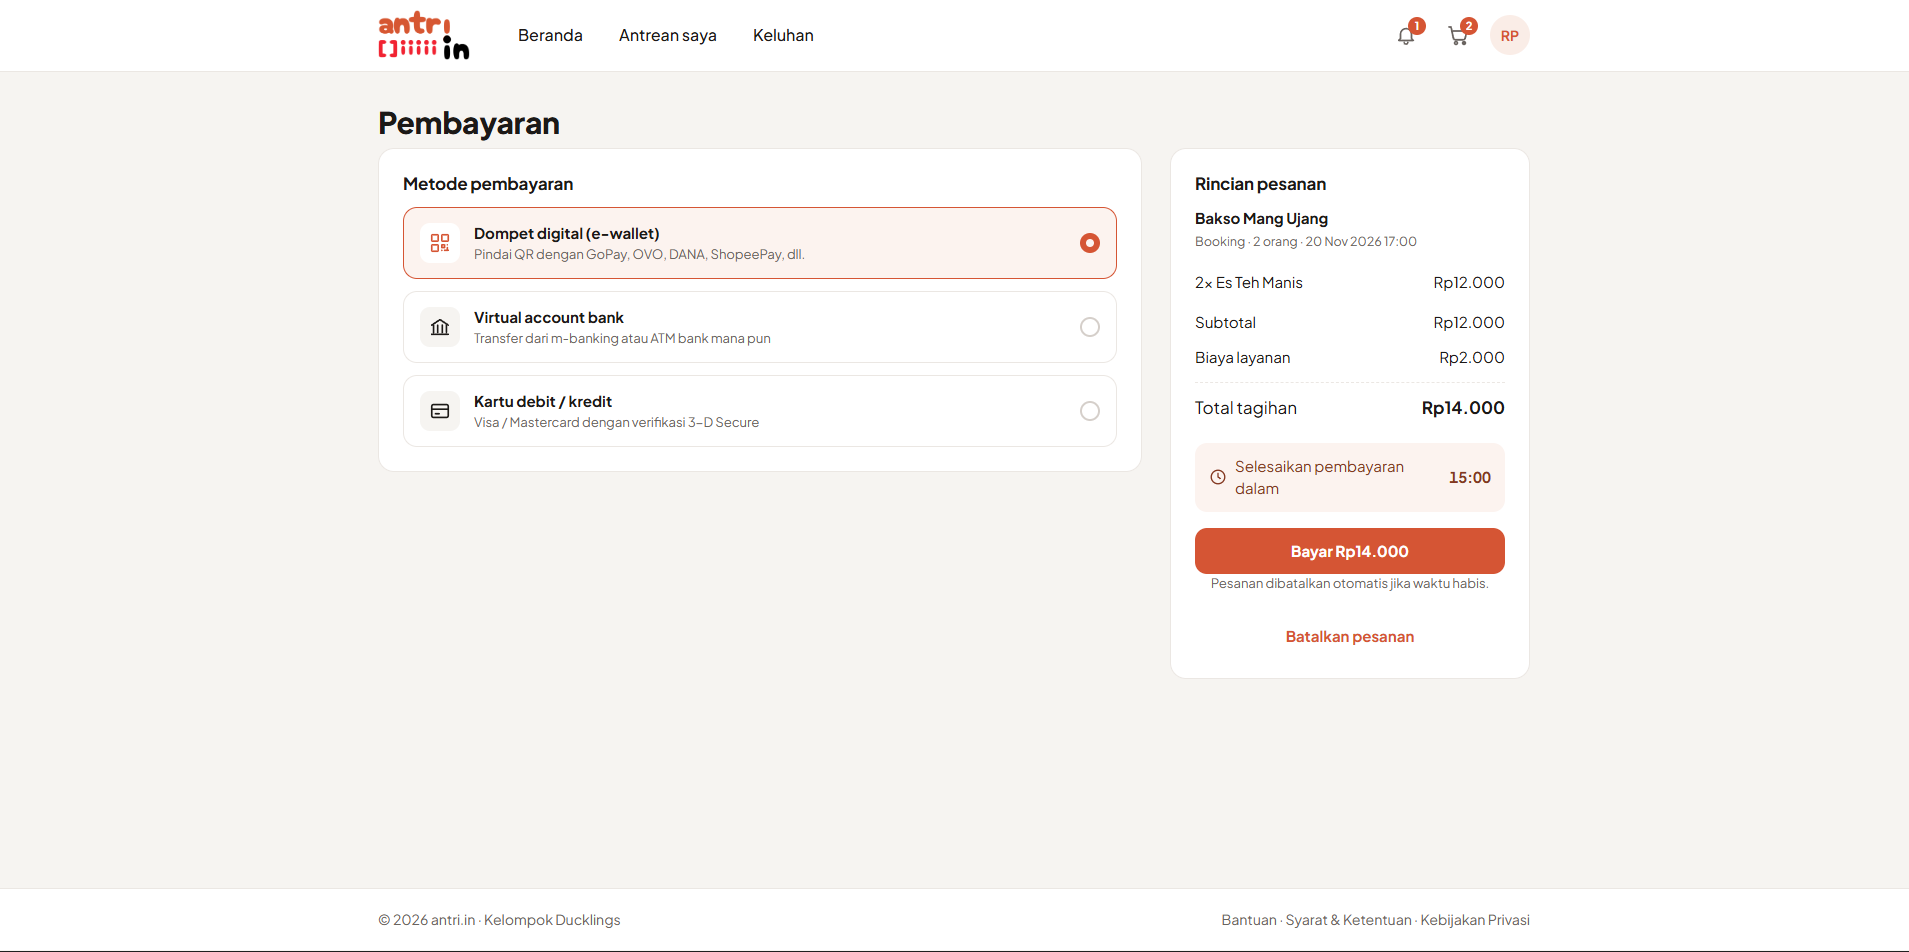 antri
in
Beranda
Antrean saya
Keluhan
1
2
RP
Pembayaran
Metode pembayaran
Dompet digital (e-wallet)
Pindai QR dengan GoPay, OVO, DANA, ShopeePay, dll.
Virtual account bank
Transfer dari m-banking atau ATM bank mana pun
Kartu debit / kredit
Visa / Mastercard dengan verifikasi 3-D Secure
Rincian pesanan
Bakso Mang Ujang
Booking · 2 orang · 20 Nov 2026 17:00
2× Es Teh Manis Rp12.000
Subtotal Rp12.000
Biaya layanan Rp2.000
Total tagihan Rp14.000
Selesaikan pembayaran
dalam
15:00
Bayar Rp14.000
Pesanan dibatalkan otomatis jika waktu habis.
Batalkan pesanan
© 2026 antri.in · Kelompok Ducklings
Bantuan · Syarat & Ketentuan · Kebijakan Privasi